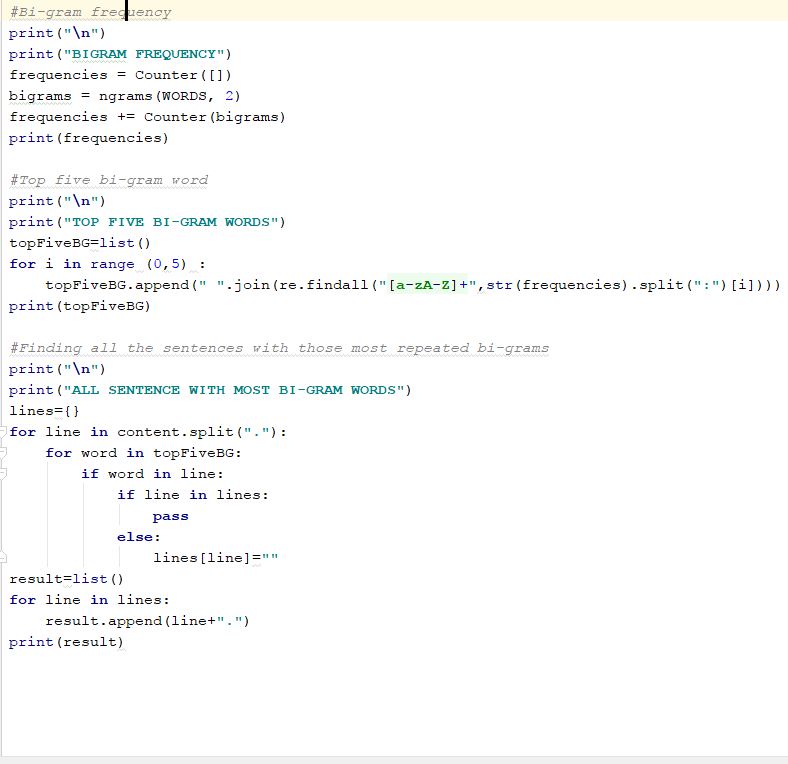 #Bi-gram frequency
print("\n")
print("BIGRAM FREQUENCY")
frequencies = Counter([])
bigrams = ngrams(WORDS, 2)
frequencies += Counter(bigrams)
print(frequencies)

#Top five bi-gram word
print("\n")
print("TOP FIVE BI-GRAM WORDS")
topFiveBG=list()
for i in range (0,5) :
    topFiveBG.append(" ".join(re.findall("[a-zA-Z]+",str(frequencies).split(":")[i])))
print(topFiveBG)

#Finding all the sentences with those most repeated bi-grams
print("\n")
print("ALL SENTENCE WITH MOST BI-GRAM WORDS")
lines={}
for line in content.split("."):
    for word in topFiveBG:
        if word in line:
            if line in lines:
                pass
            else:
                lines[line]=""
result=list()
for line in lines:
    result.append(line+".")
print(result)